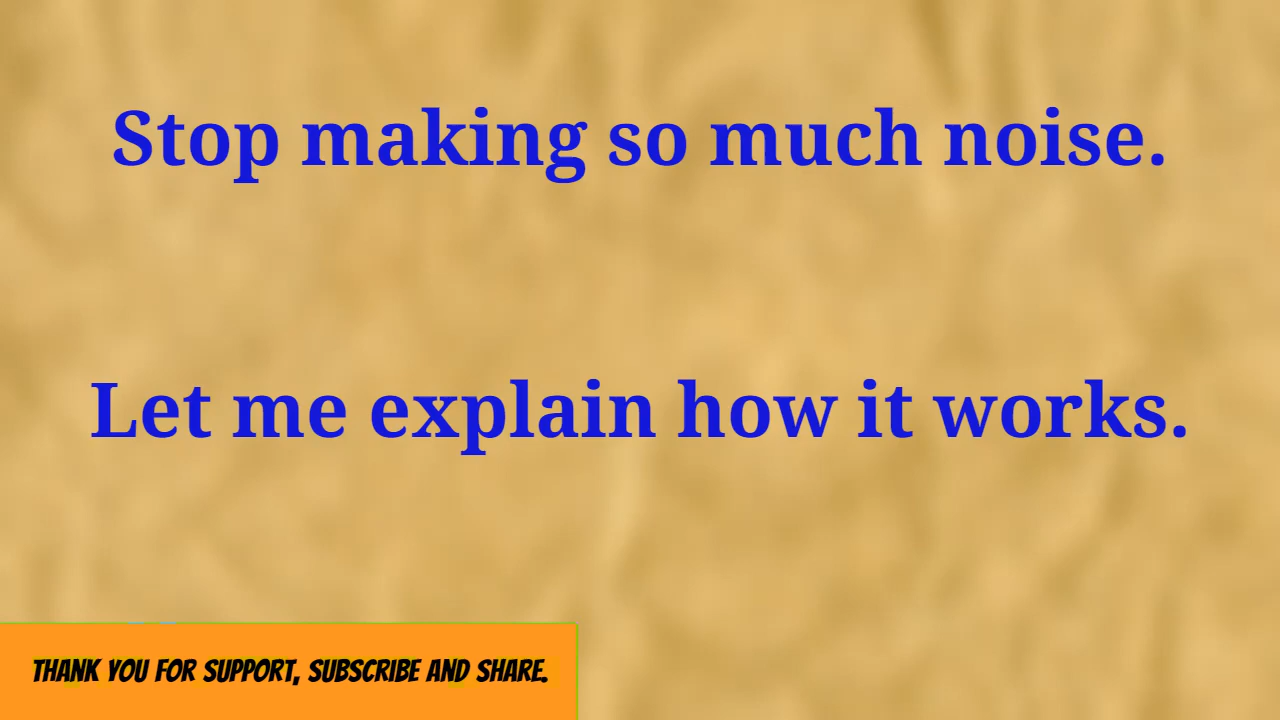 Stop making so much noise.
Let me explain how it works.
THANK YOU FOR SUPPORT, SUBSCRIBE AND SHARE.